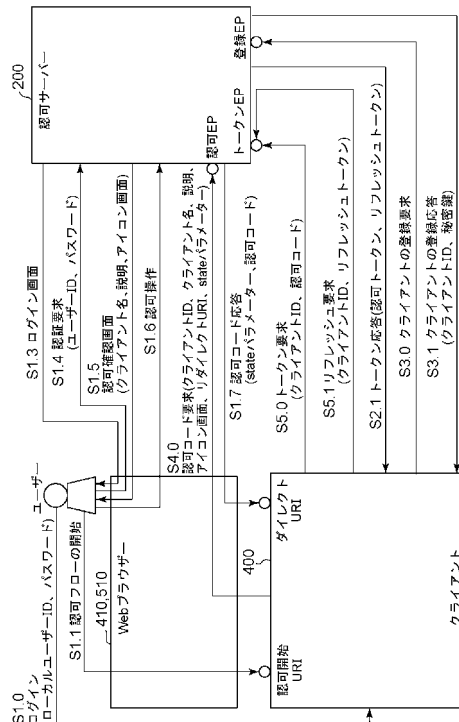 S1.0
ログイン
ローカルユーザーID、パスワード)
S1.1 認可フローの開始
ユーザー
410,510
Webブラウザー
認可開始
URI
ダイレクト
URI
400
クライアント
S1.3 ログイン画面
S1.4 認証要求
(ユーザーID、パスワード)
S1.5
認可確認画面
(クライアント名、説明、アイコン画面)
S1.6 認可操作
S4.0
認可コード要求(クライアントID、クライアント名、説明、
アイコン画面、リダイレクトURI、stateパラメーター)
S1.7 認可コード応答
(stateパラメーター、認可コード)
S5.0 トークン要求
(クライアントID、認可コード)
S5.1 リフレッシュ要求
(クライアントID、リフレッシュトークン)
S2.1 トークン応答(認可トークン、リフレッシュトークン)
S3.0 クライアントの登録要求
S3.1 クライアントの登録応答
(クライアントID、秘密鍵)
200
認可サーバー
認可EP
トークンEP
登録EP